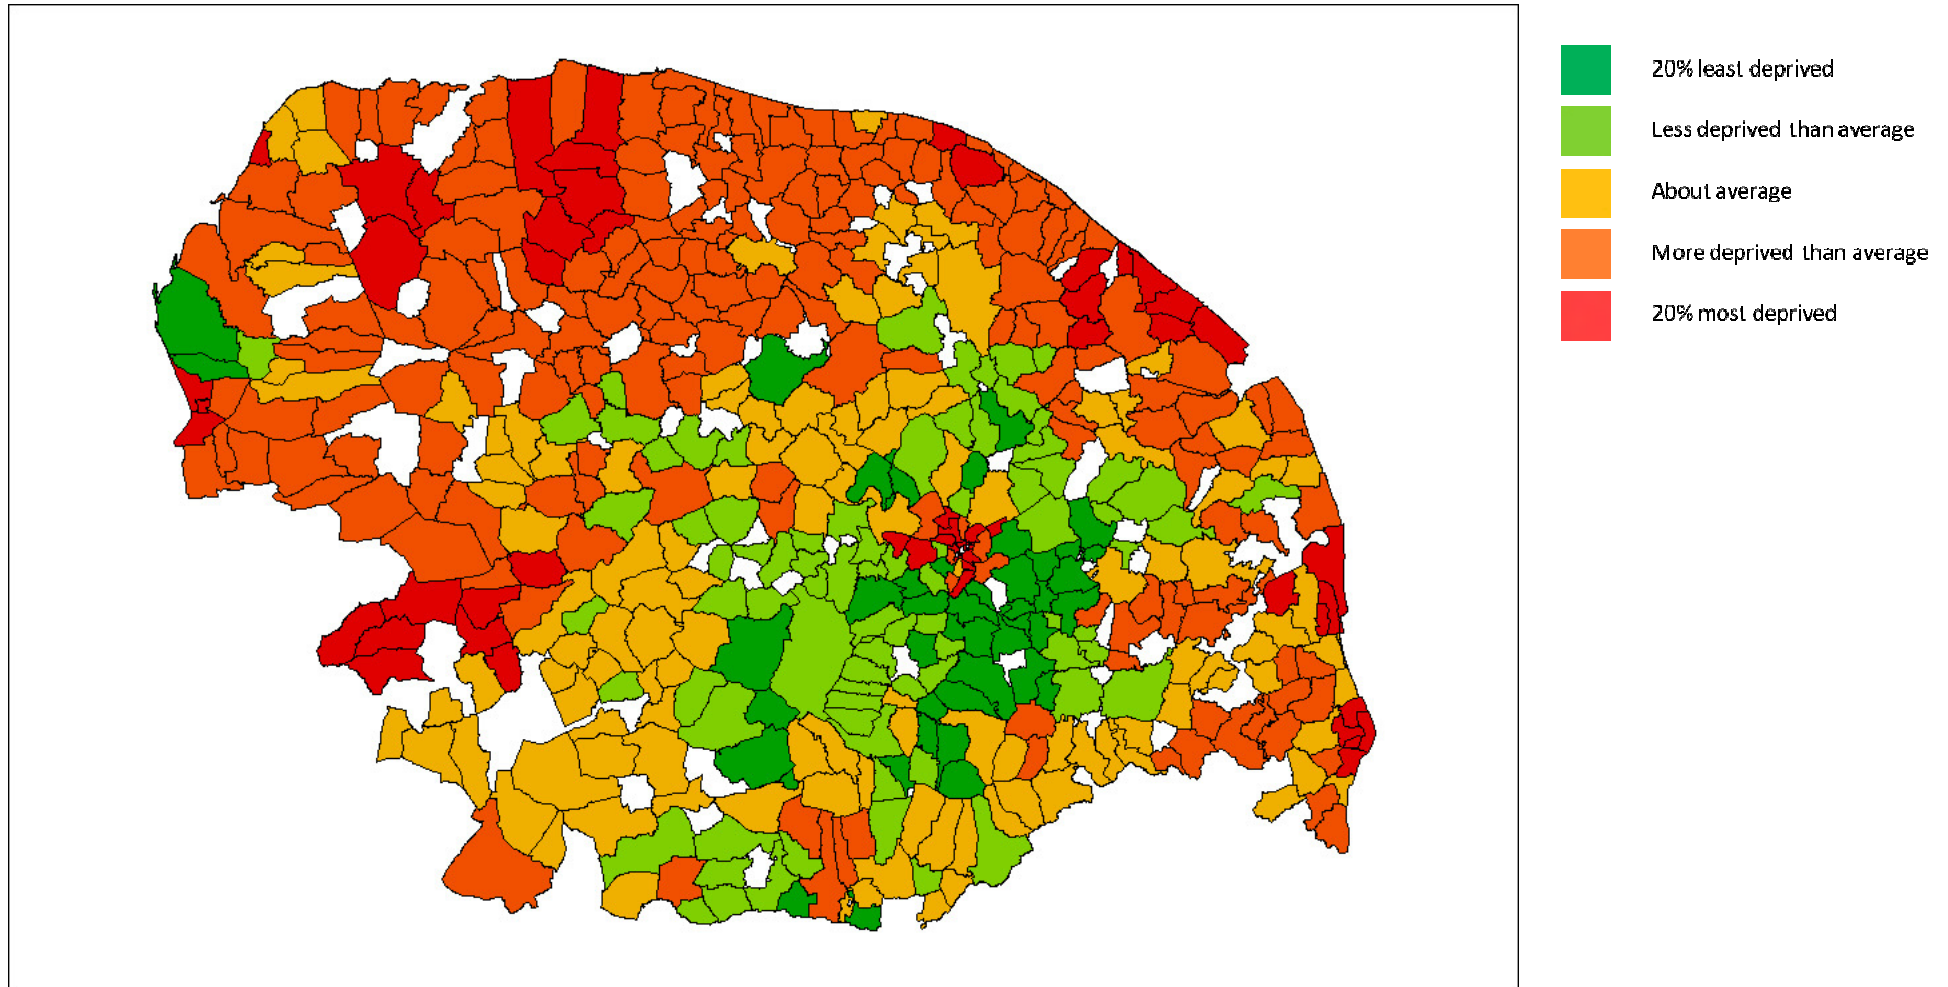 20% least deprived
Less deprived than average
About average
More deprived than average
20% most deprived